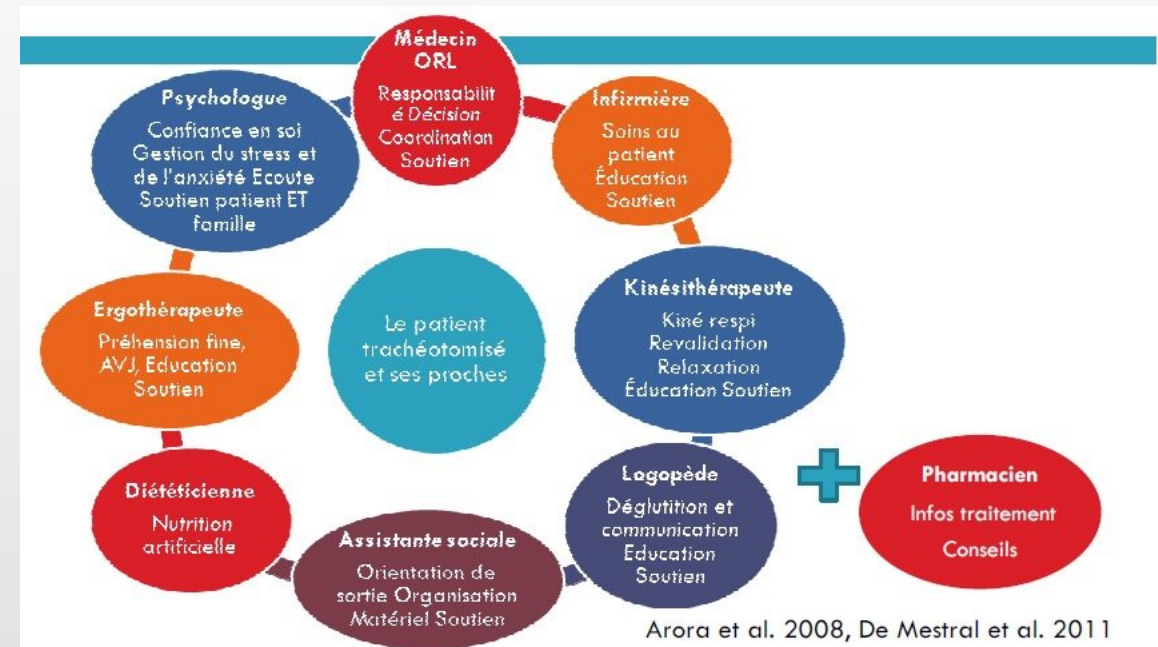 Médecin
ORL
Responsabilit
é Décision
Coordination
Soutien
Infirmière
Soins au
patient
Éducation
Soutien
Kinésithérapeute
Kiné respi
Revalidation
Relaxation
Éducation Soutien
Logopède
Déglutition et
communication
Education
Soutien
Assistante sociale
Orientation de
sortie Organisation
Matériel Soutien
Diététicienne
Nutrition
artificielle
Ergothérapeute
Préhension fine,
AVJ, Education
Soutien
Psychologue
Confiance en soi
Gestion du stress et
de l'anxiété Ecoute
Soutien patient ET
famille
Le patient
trachéotomisé
et ses proches
Pharmacien
Infos traitement
Conseils
Arora et al. 2008, De Mestral et al. 2011